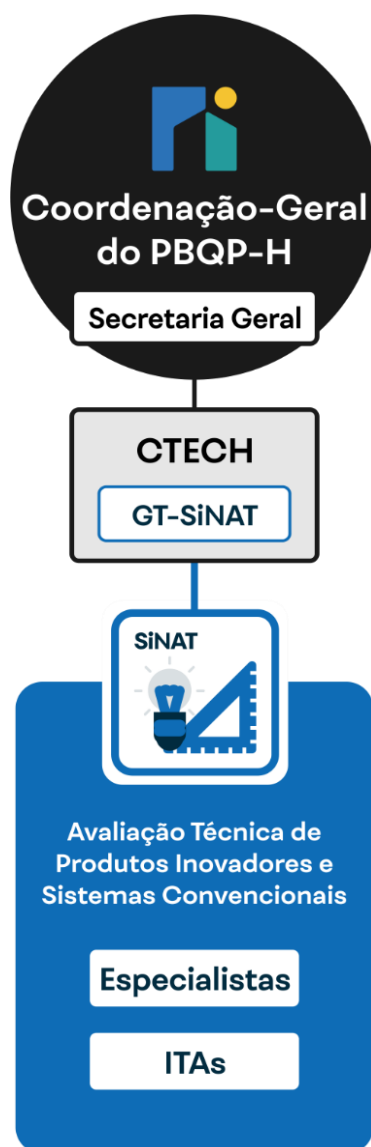 Coordenação-Geral
do PBQP-H
Secretaria Geral
CTECH
GT-SiNAT
SiNAT
Avaliação Técnica de
Produtos Inovadores e
Sistemas Convencionais
Especialistas
ITAs